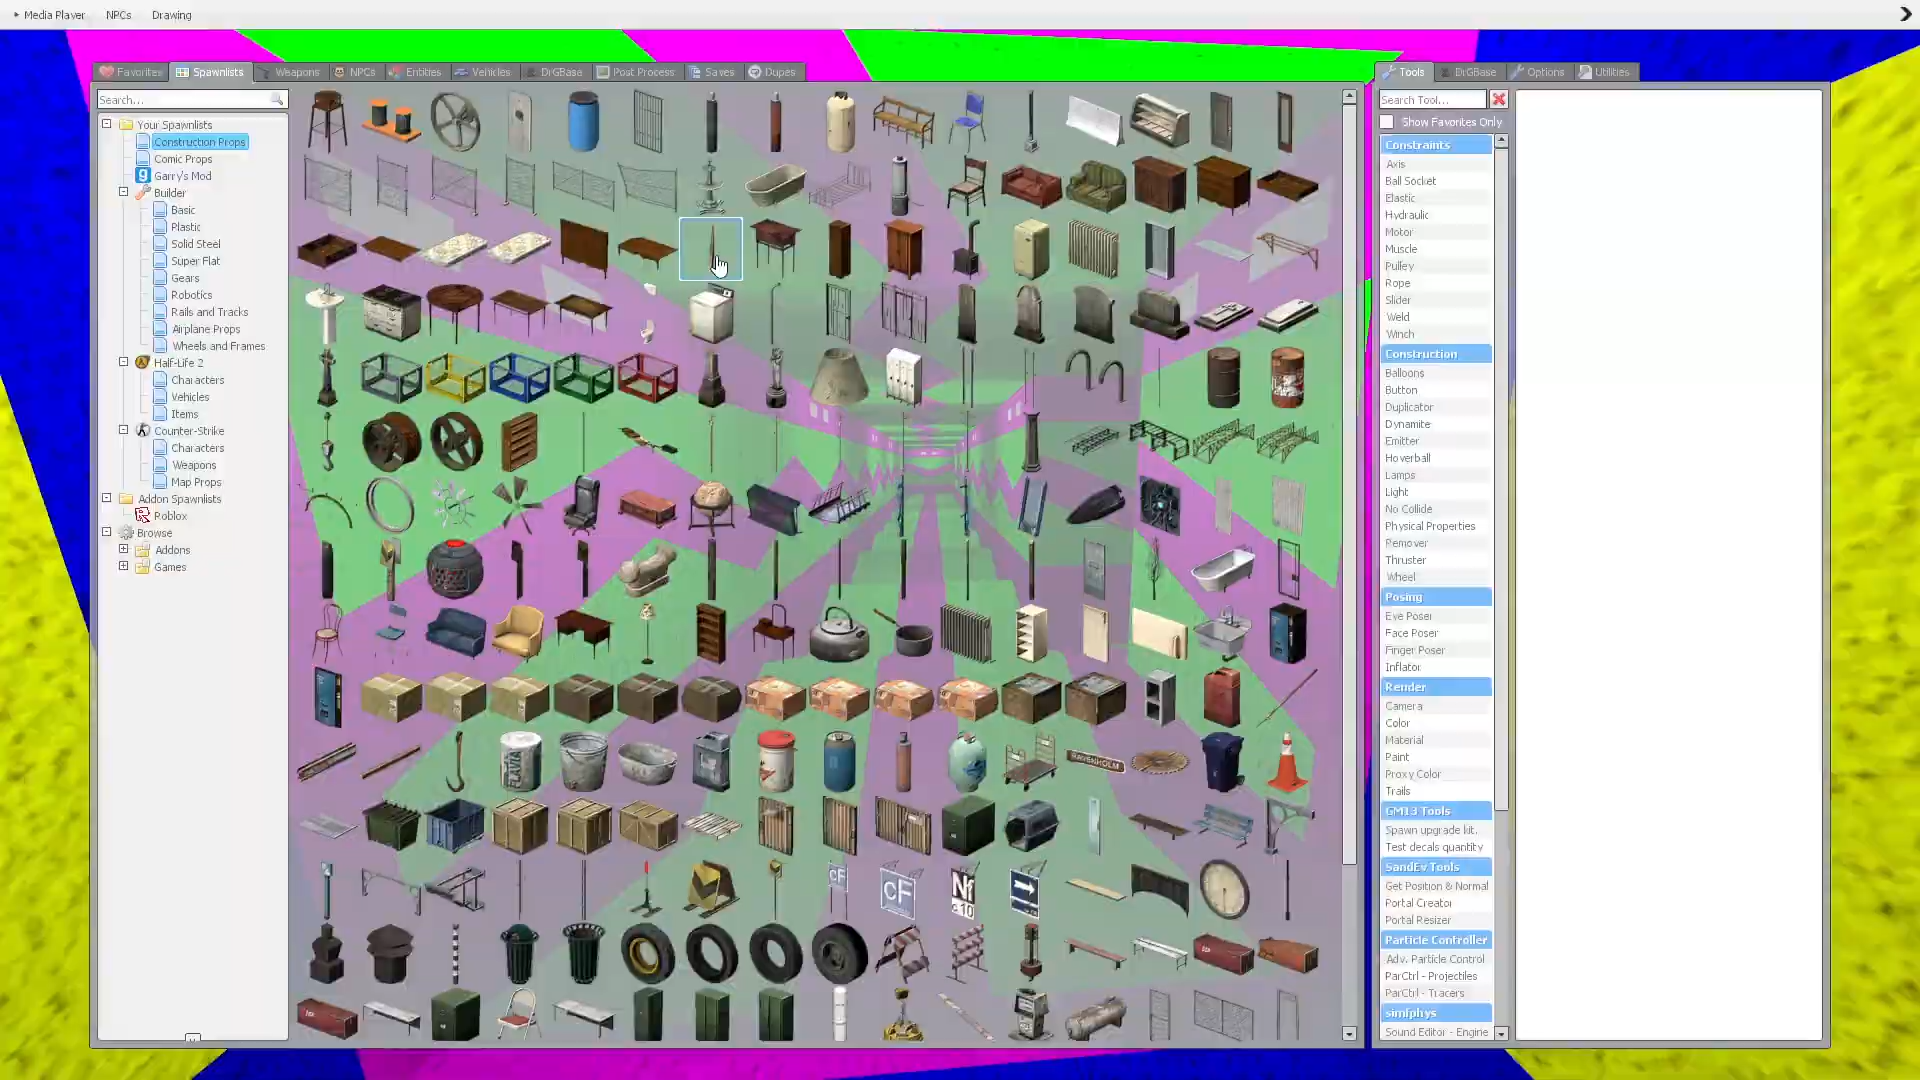 Media Player NPCs Drawing
Favorites Spawnlists Weapons NPCs Entities Vehicles DrGBase Post Process Saves Dupes
Search...
Your Spawnlists
Construction Props
Comic Props
Garry's Mod
Builder
Basic
Plastic
Solid Steel
Super Flat
Gears
Robotics
Rails and Tracks
Airplane Props
Wheels and Frames
Half-Life 2
Characters
Vehicles
Items
Counter-Strike
Characters
Weapons
Map Props
Addon Spawnlists
Roblox
Browse
Addons
Games
RAVENHOLM
cF
cF
Nf
c10
Tools DrGBase Options Utilities
Search Tool...
Show Favorites Only
Constraints
Axis
Ball Socket
Elastic
Hydraulic
Motor
Muscle
Pulley
Rope
Slider
Weld
Winch
Construction
Balloons
Button
Duplicator
Dynamite
Emitter
Hoverball
Lamps
Light
No Collide
Physical Properties
Remover
Thruster
Wheel
Posing
Eye Poser
Face Poser
Finger Poser
Inflator
Render
Camera
Color
Material
Paint
Proxy Color
Trails
GM13 Tools
Spawn upgrade kit.
Test decals quantity
SandEv Tools
Get Position & Normal
Portal Creator
Portal Resizer
Particle Controller
Adv. Particle Control
ParCtrl - Projectiles
ParCtrl - Tracers
simfphys
Sound Editor - Engine